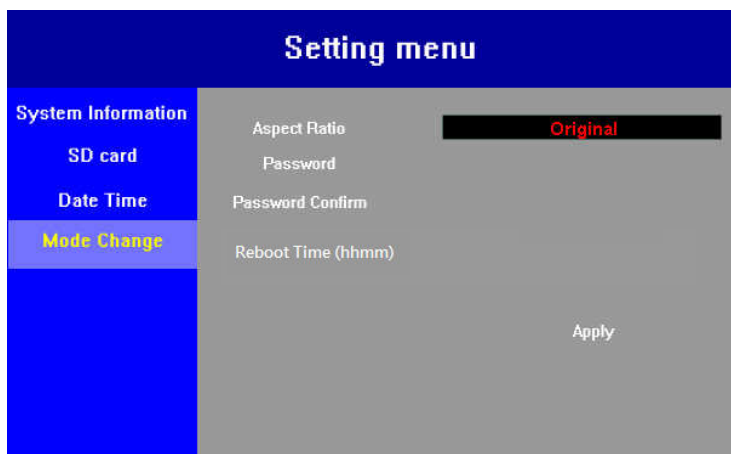 Setting menu
System Information
SD card
Date Time
Mode Change
Aspect Ratio
Original
Password
Password Confirm
Reboot Time (hhmm)
Apply